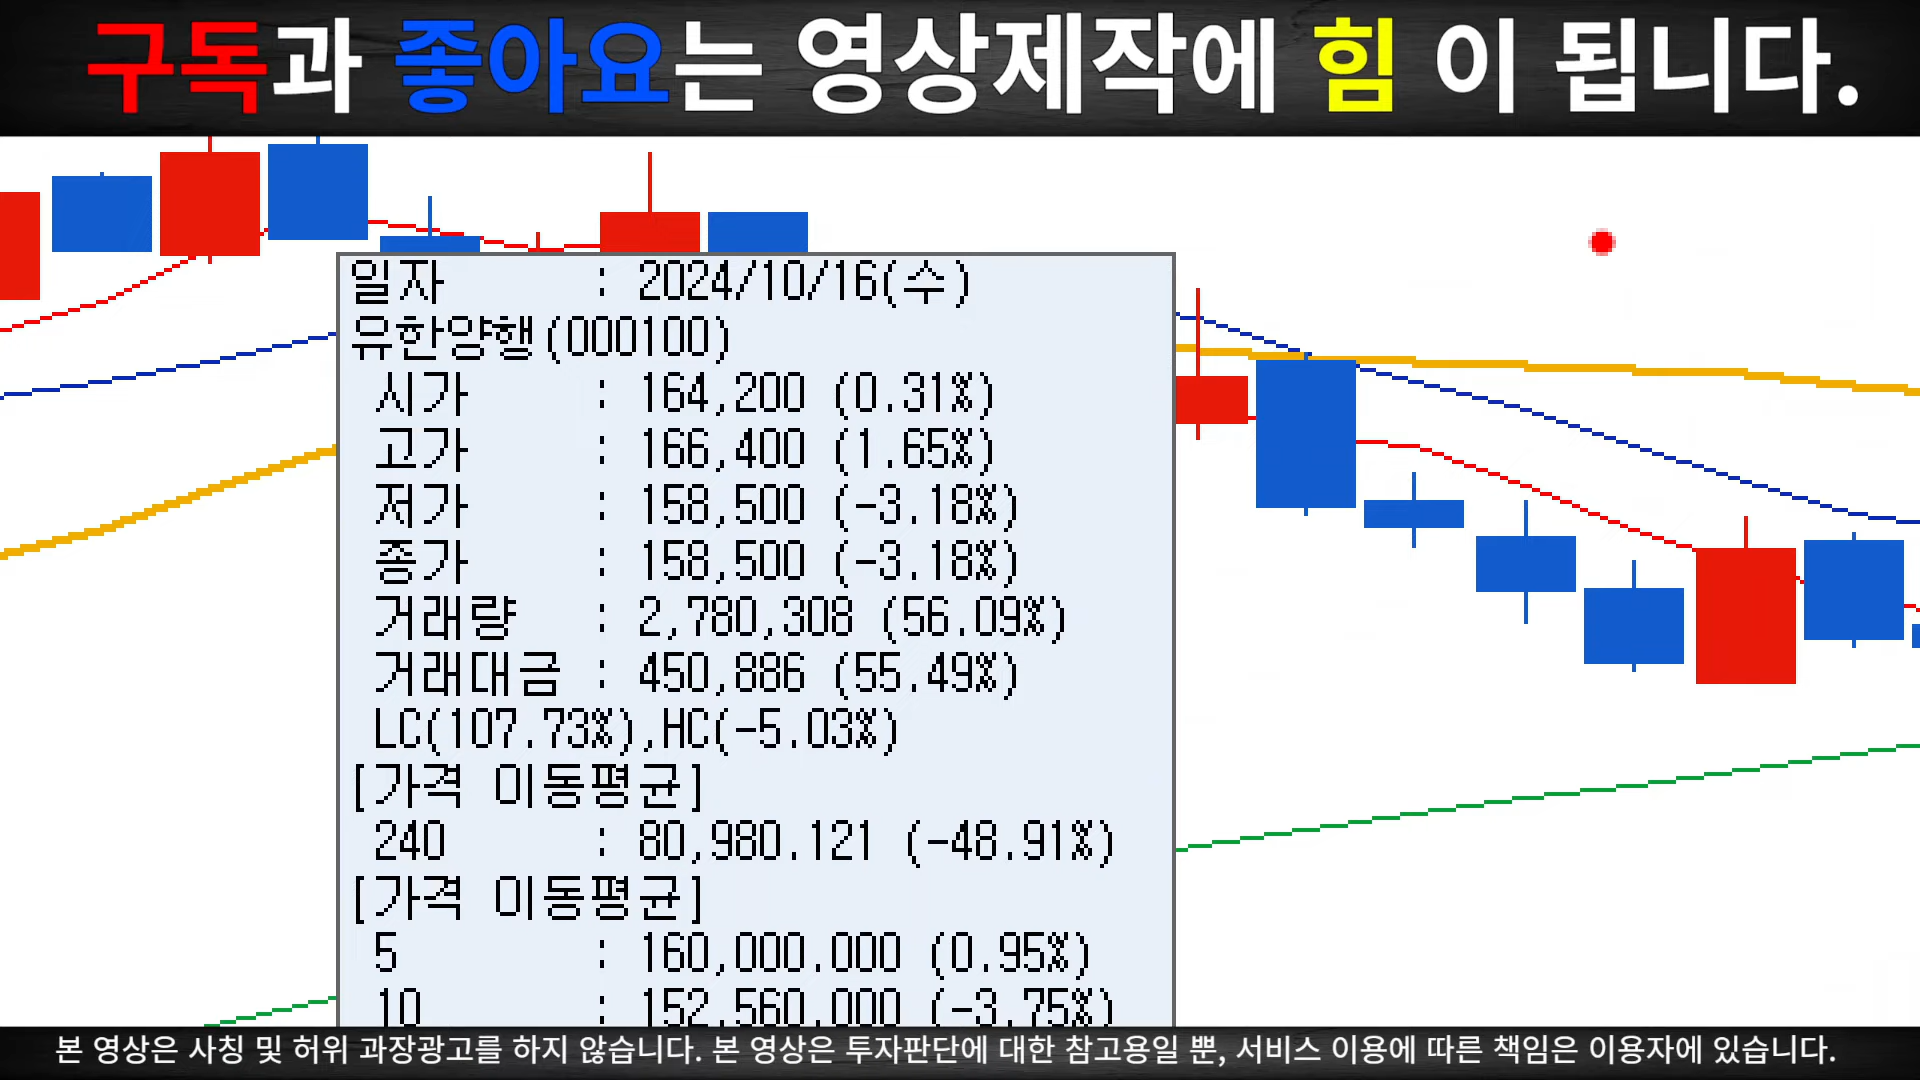 구독과 좋아요는 영상제작에 힘 이 됩니다.
일자 : 2024/10/16(수)
유한양행(000100)
시가 : 164,200 (0.31%)
고가 : 166,400 (1.65%)
저가 : 158,500 (-3.18%)
종가 : 158,500 (-3.18%)
거래량 : 2,780,308 (56.09%)
거래대금 : 450,886 (55.49%)
LC(107.73%),HC(-5.03%)
[가격 이동평균]
240 : 80,980.121 (-48.91%)
[가격 이동평균]
5 : 160,000.000 (0.95%)
10 : 152,560.000 (-3.75%)
본 영상은 사칭 및 허위 과장광고를 하지 않습니다. 본 영상은 투자판단에 대한 참고용일 뿐, 서비스 이용에 따른 책임은 이용자에 있습니다.